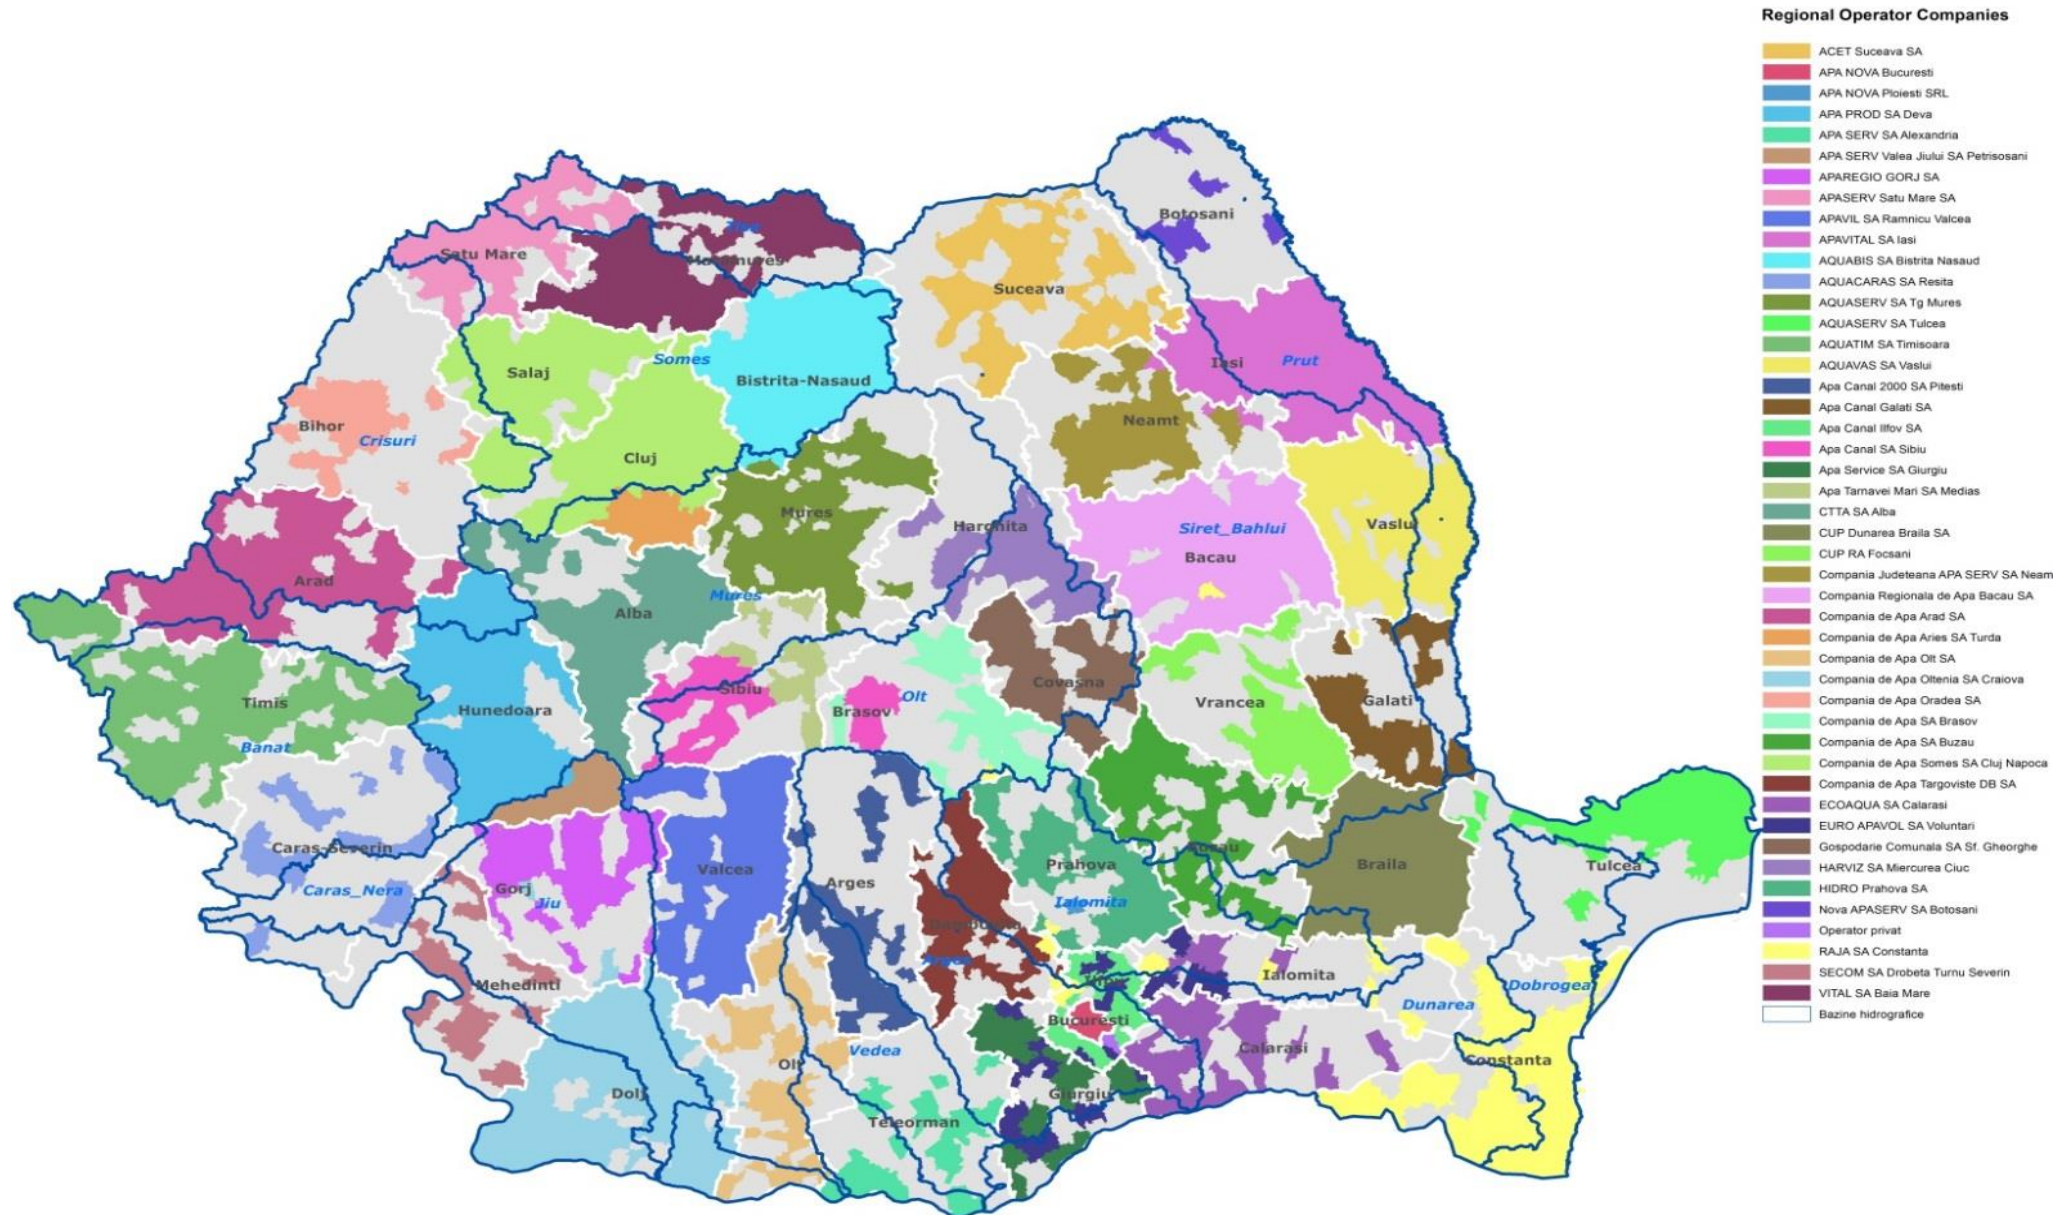 Regional Operator Companies
ACET Suceava SA
APA NOVA Bucuresti
APA NOVA Ploiesti SRL
APA PROD SA Deva
APA SERV SA Alexandria
APA SERV Valea Jiului SA Petrisosani
APAREGIO GORJ SA
APASERV Satu Mare SA
APAVIL SA Ramnicu Valcea
APAVITAL SA Iasi
AQUABIS SA Bistrita Nasaud
AQUACARAS SA Resita
AQUASERV SA Tg Mures
AQUASERV SA Tulcea
AQUATIM SA Timisoara
AQUAVAS SA Vaslui
Apa Canal 2000 SA Pitesti
Apa Canal Galati SA
Apa Canal Ilfov SA
Apa Canal SA Sibiu
Apa Service SA Giurgiu
Apa Tarnavei Mari SA Medias
CTTA SA Alba
CUP Dunarea Braila SA
CUP RA Focsani
Compania Judeteana APA SERV SA Neam
Compania Regionala de Apa Bacau SA
Compania de Apa Arad SA
Compania de Apa Aries SA Turda
Compania de Apa Olt SA
Compania de Apa Oltenia SA Craiova
Compania de Apa Oradea SA
Compania de Apa SA Brasov
Compania de Apa SA Buzau
Compania de Apa Somes SA Cluj Napoca
Compania de Apa Targoviste DB SA
ECOAQUA SA Calarasi
EURO APAVOL SA Voluntari
Gospodarie Comunala SA Sf. Gheorghe
HARVIZ SA Miercurea Ciuc
HIDRO Prahova SA
Nova APASERV SA Botosani
Operator privat
RAJA SA Constanta
SECOM SA Drobeta Turnu Severin
VITAL SA Baia Mare
Bazine hidrografice
Botosani
Satu Mare
Suceava
Somes
Salaj
Bistrita-Nasaud
Iasi
Prut
Bihor
Crisuri
Neamt
Cluj
Mures
Harghita
Siret_Bahlui
Bacau
Vaslui
Arad
Mures
Alba
Timis
Hunedoara
Sibiu
Brasov
Olt
Covasna
Vrancea
Galati
Banat
Caras-Severin
Caras_Nera
Gorj
Jiu
Valcea
Arges
Prahova
Ialomita
Buzau
Braila
Tulcea
Mehedinti
Ialomita
Dunarea
Dobrogea
Bucuresti
Vedea
Calarasi
Constanta
Dolj
Olt
Giurgiu
Teleorman